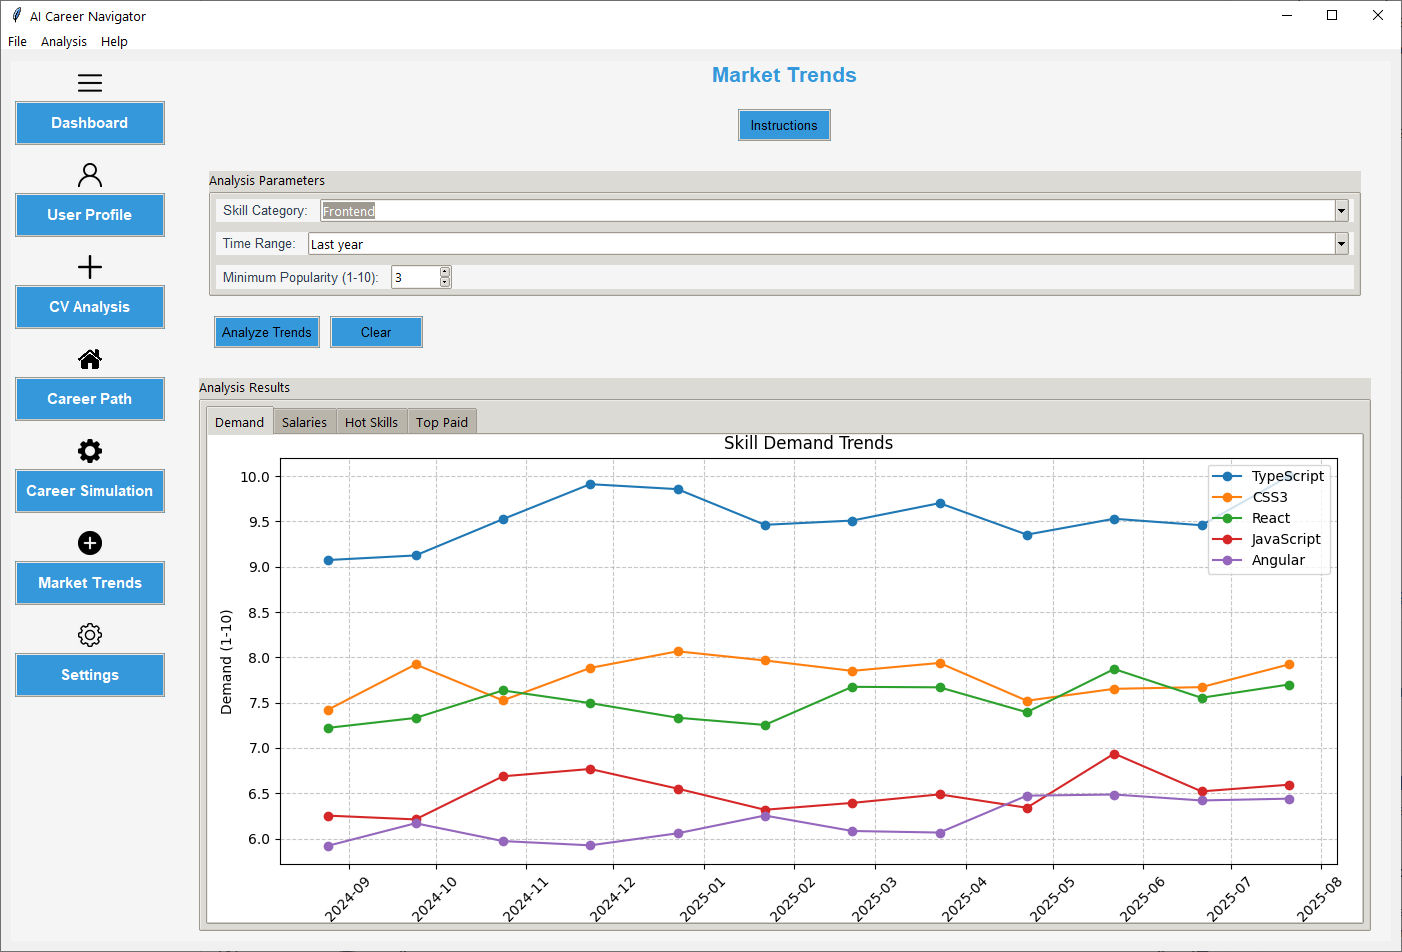 AI Career Navigator
File Analysis Help
Dashboard
User Profile
CV Analysis
Career Path
Career Simulation
Market Trends
Settings
Market Trends
Instructions
Analysis Parameters
Skill Category: Frontend
Time Range: Last year
Minimum Popularity (1-10): 3
Analyze Trends Clear
Analysis Results
Demand Salaries Hot Skills Top Paid
Skill Demand Trends
Demand (1-10)
10.0
9.5
9.0
8.5
8.0
7.5
7.0
6.5
6.0
TypeScript
CSS3
React
JavaScript
Angular
2024-09 2024-10 2024-11 2024-12 2025-01 2025-02 2025-03 2025-04 2025-05 2025-06 2025-07 2025-08